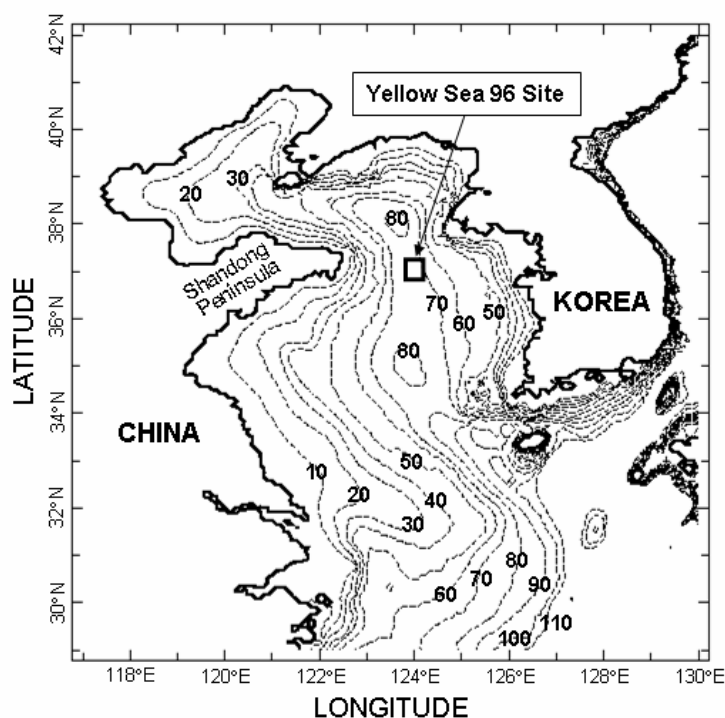 42°N
40°N
38°N
36°N
34°N
32°N
30°N
LATITUDE
Yellow Sea 96 Site
30
20
80
Shandong
Peninsula
70
60
50
KOREA
80
CHINA
10
50
20
40
30
80
70
60
90
110
100
118°E
120°E
122°E
124°E
126°E
128°E
130°E
LONGITUDE